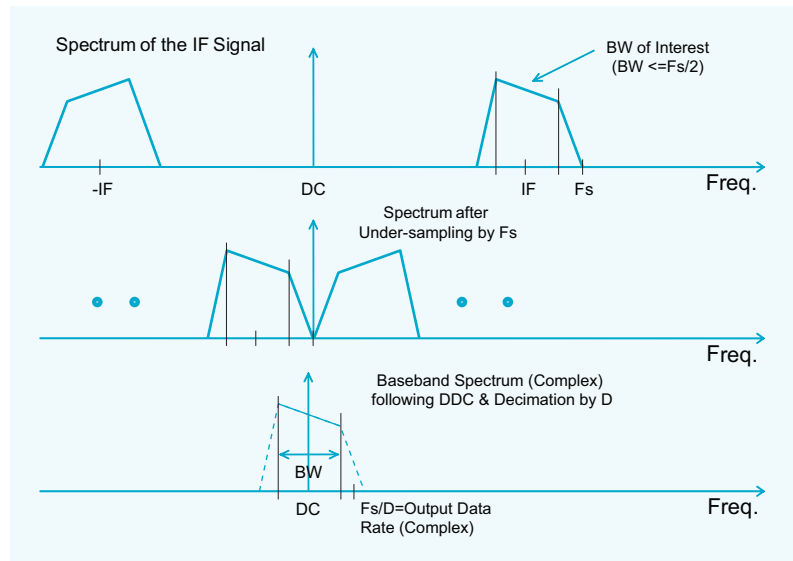 Spectrum of the IF Signal
BW of Interest
(BW <=Fs/2)
-IF
DC
IF
Fs
Freq.
Spectrum after
Under-sampling by Fs
Freq.
Baseband Spectrum (Complex)
following DDC & Decimation by D
BW
DC
Fs/D=Output Data
Rate (Complex)
Freq.